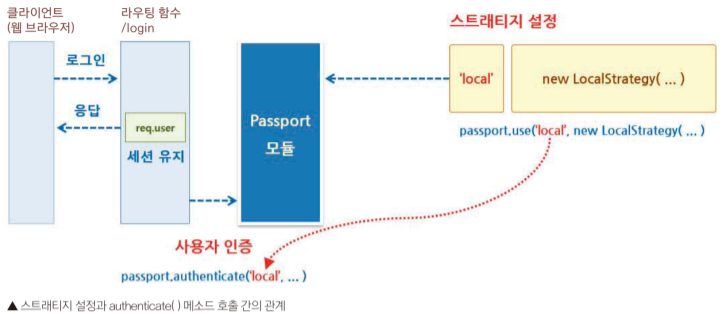 클라이언트
(웹 브라우저)
라우팅 함수
/login
스트래티지 설정
로그인
응답
req.user
세션 유지
Passport
모듈
'local'
new LocalStrategy( ... )
passport.use('local', new LocalStrategy( ... )
사용자 인증
passport.authenticate('local', ... )
▲ 스트래티지 설정과 authenticate( ) 메소드 호출 간의 관계